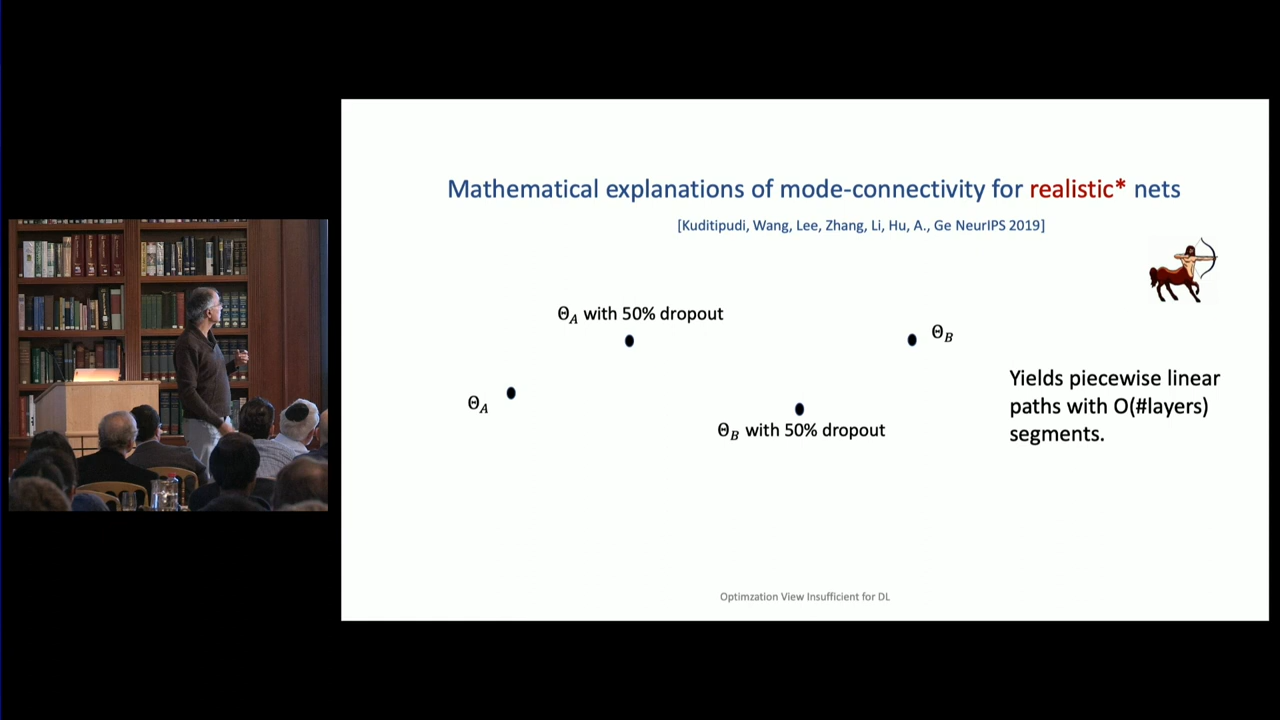 Mathematical explanations of mode-connectivity for realistic* nets
[Kuditipudi, Wang, Lee, Zhang, Li, Hu, A., Ge NeurIPS 2019]
Θ_A with 50% dropout
Θ_B
Θ_A
Θ_B with 50% dropout
Yields piecewise linear
paths with O(#layers)
segments.
Optimzation View Insufficient for DL